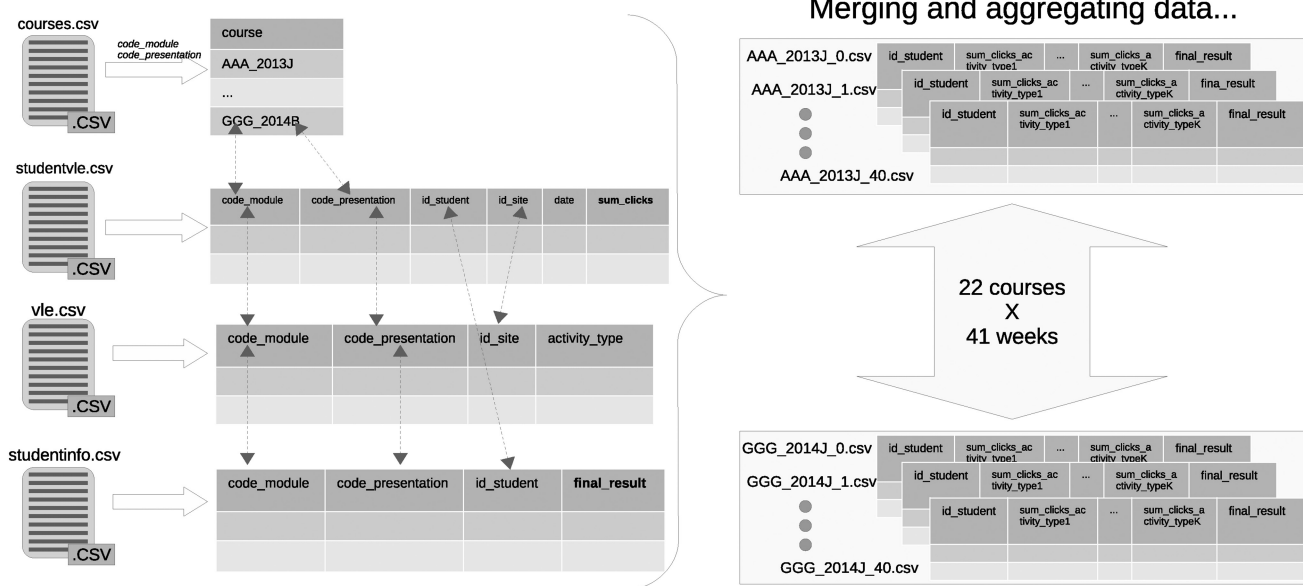 Merging and aggregating data...
courses.csv
.CSV
code_module
code_presentation
course
AAA_2013J
...
GGG_2014B
studentvle.csv
.CSV
code_module code_presentation id_student id_site date sum_clicks
vle.csv
.CSV
code_module code_presentation id_site activity_type
studentinfo.csv
.CSV
code_module code_presentation id_student final_result
AAA_2013J_0.csv
id_student sum_clicks_ac ... sum_clicks_a final_result
tivity_type1 ctivity_typeK
AAA_2013J_1.csv
id_student sum_clicks_ac ... sum_clicks_a fina_result
tivity_type1 ctivity_typeK
id_student sum_clicks_ac ... sum_clicks_a final_result
tivity_type1 ctivity_typeK
AAA_2013J_40.csv
22 courses
X
41 weeks
GGG_2014J_0.csv
id_student sum_clicks_ac ... sum_clicks_a final_result
tivity_type1 ctivity_typeK
GGG_2014J_1.csv
id_student sum_clicks_ac ... sum_clicks_a final_result
tivity_type1 ctivity_typeK
id_student sum_clicks_ac ... sum_clicks_a final_result
tivity_type1 ctivity_typeK
GGG_2014J_40.csv